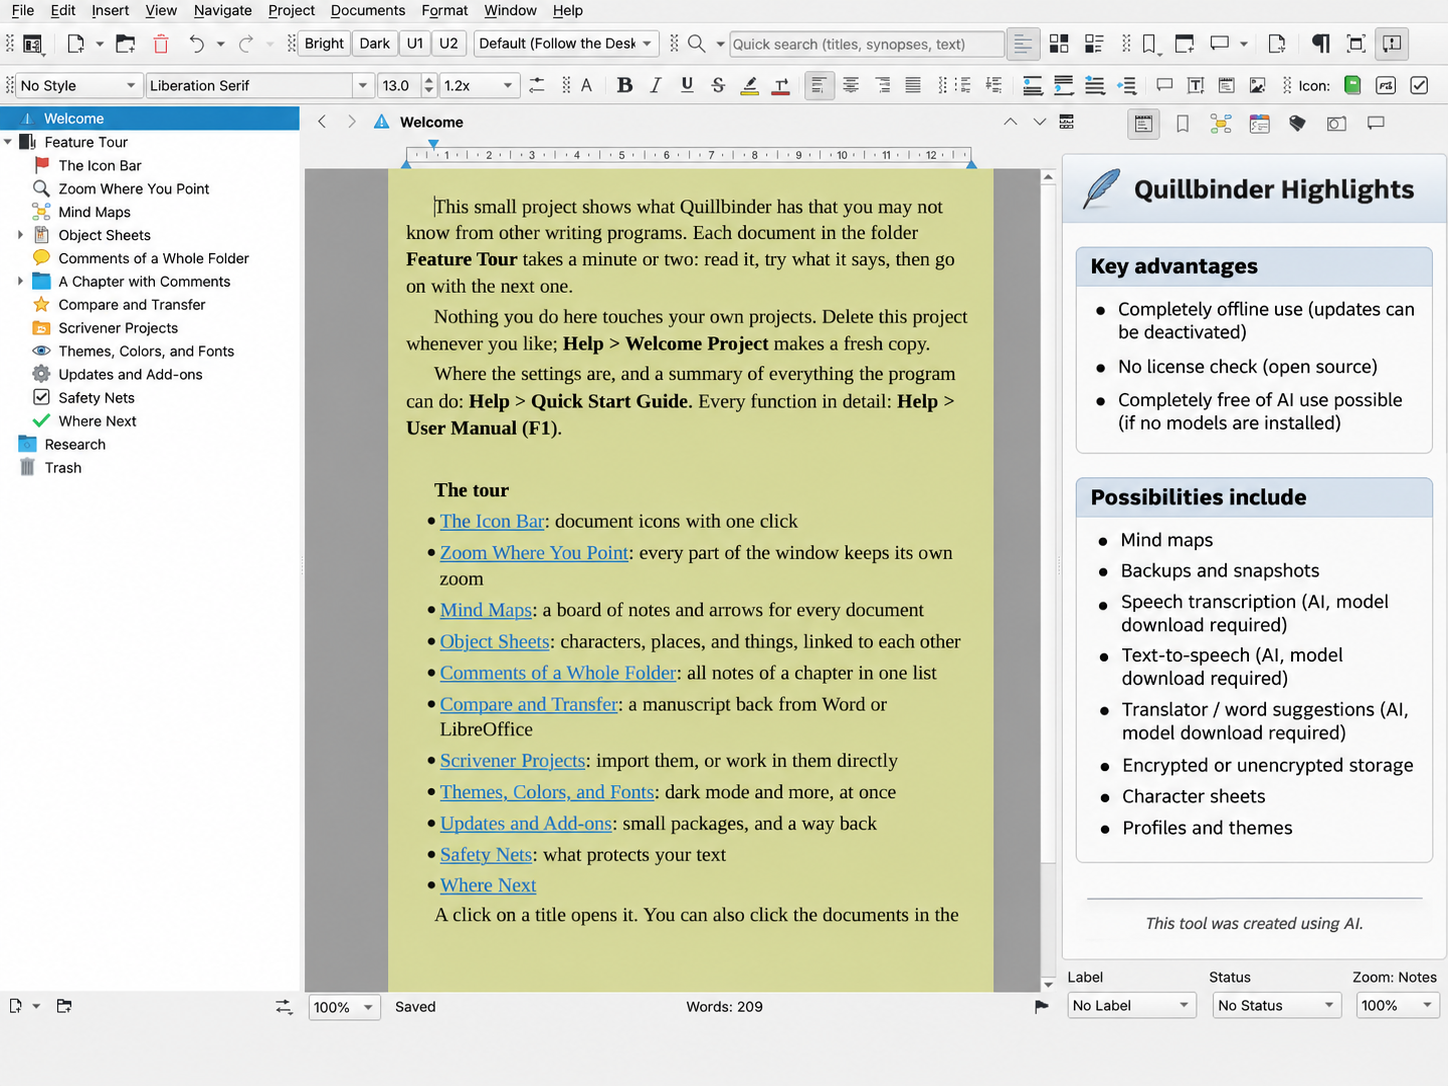 File Edit Insert View Navigate Project Documents Format Window Help
Bright Dark U1 U2 Default (Follow the Desk Quick search (titles, synopses, text)
No Style Liberation Serif 13.0 1.2x Icon:
Welcome
Feature Tour
The Icon Bar
Zoom Where You Point
Mind Maps
Object Sheets
Comments of a Whole Folder
A Chapter with Comments
Compare and Transfer
Scrivener Projects
Themes, Colors, and Fonts
Updates and Add-ons
Safety Nets
Where Next
Research
Trash
Welcome
1 2 3 4 5 6 7 8 9 10 11 12
This small project shows what Quillbinder has that you may not
know from other writing programs. Each document in the folder
Feature Tour takes a minute or two: read it, try what it says, then go
on with the next one.
Nothing you do here touches your own projects. Delete this project
whenever you like; Help > Welcome Project makes a fresh copy.
Where the settings are, and a summary of everything the program
can do: Help > Quick Start Guide. Every function in detail: Help >
User Manual (F1).
The tour
• The Icon Bar: document icons with one click
• Zoom Where You Point: every part of the window keeps its own
zoom
• Mind Maps: a board of notes and arrows for every document
• Object Sheets: characters, places, and things, linked to each other
• Comments of a Whole Folder: all notes of a chapter in one list
• Compare and Transfer: a manuscript back from Word or
LibreOffice
• Scrivener Projects: import them, or work in them directly
• Themes, Colors, and Fonts: dark mode and more, at once
• Updates and Add-ons: small packages, and a way back
• Safety Nets: what protects your text
• Where Next
A click on a title opens it. You can also click the documents in the
Quillbinder Highlights
Key advantages
• Completely offline use (updates can
be deactivated)
• No license check (open source)
• Completely free of AI use possible
(if no models are installed)
Possibilities include
• Mind maps
• Backups and snapshots
• Speech transcription (AI, model
download required)
• Text-to-speech (AI, model
download required)
• Translator / word suggestions (AI,
model download required)
• Encrypted or unencrypted storage
• Character sheets
• Profiles and themes
This tool was created using AI.
Label Status Zoom: Notes
No Label No Status 100%
100% Saved Words: 209